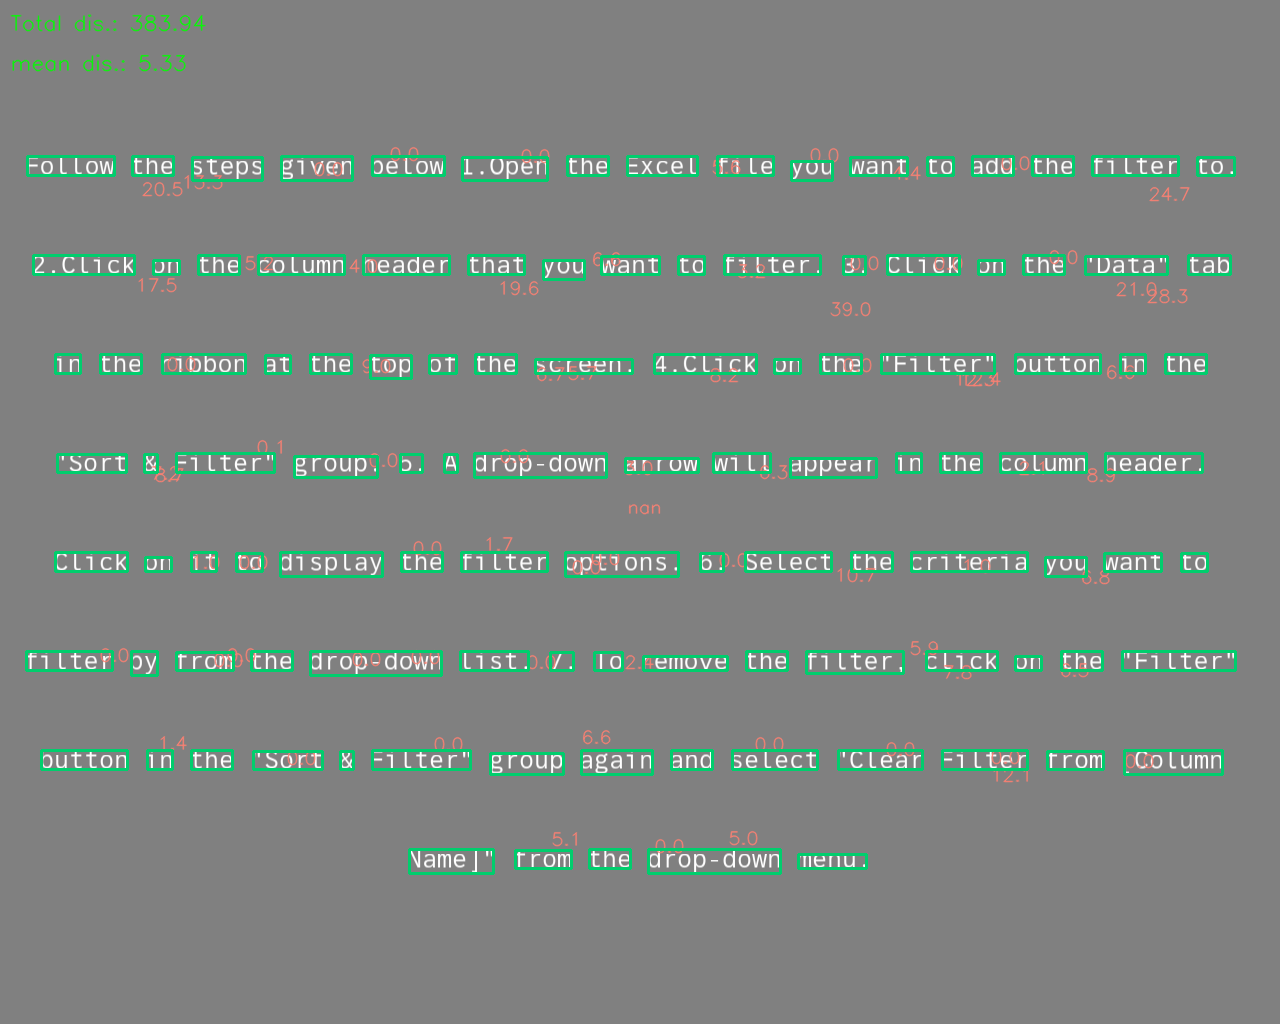 Total dis.: 383.94
mean dis.: 5.33
Follow the steps given below 1.Open the Excel file you want to add the filter to.
2.Click on the column header that you want to filter. 3. Click on the "Data" tab
in the ribbon at the top of the screen. 4.Click on the "Filter" button in the
"Sort & Filter" group. 5. A drop-down arrow will appear in the column header.
nan
Click on it to display the filter options. 6. Select the criteria you want to
filter by from the drop-down list. 7. To remove the filter, click on the "Filter"
button in the "Sort & Filter" group again and select "Clear Filter from [Column
Name]" from the drop-down menu.